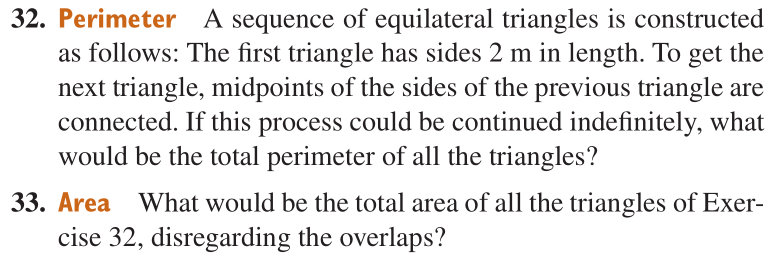 32. Perimeter A sequence of equilateral triangles is constructed
as follows: The first triangle has sides 2 m in length. To get the
next triangle, midpoints of the sides of the previous triangle are
connected. If this process could be continued indefinitely, what
would be the total perimeter of all the triangles?
33. Area What would be the total area of all the triangles of Exer-
cise 32, disregarding the overlaps?